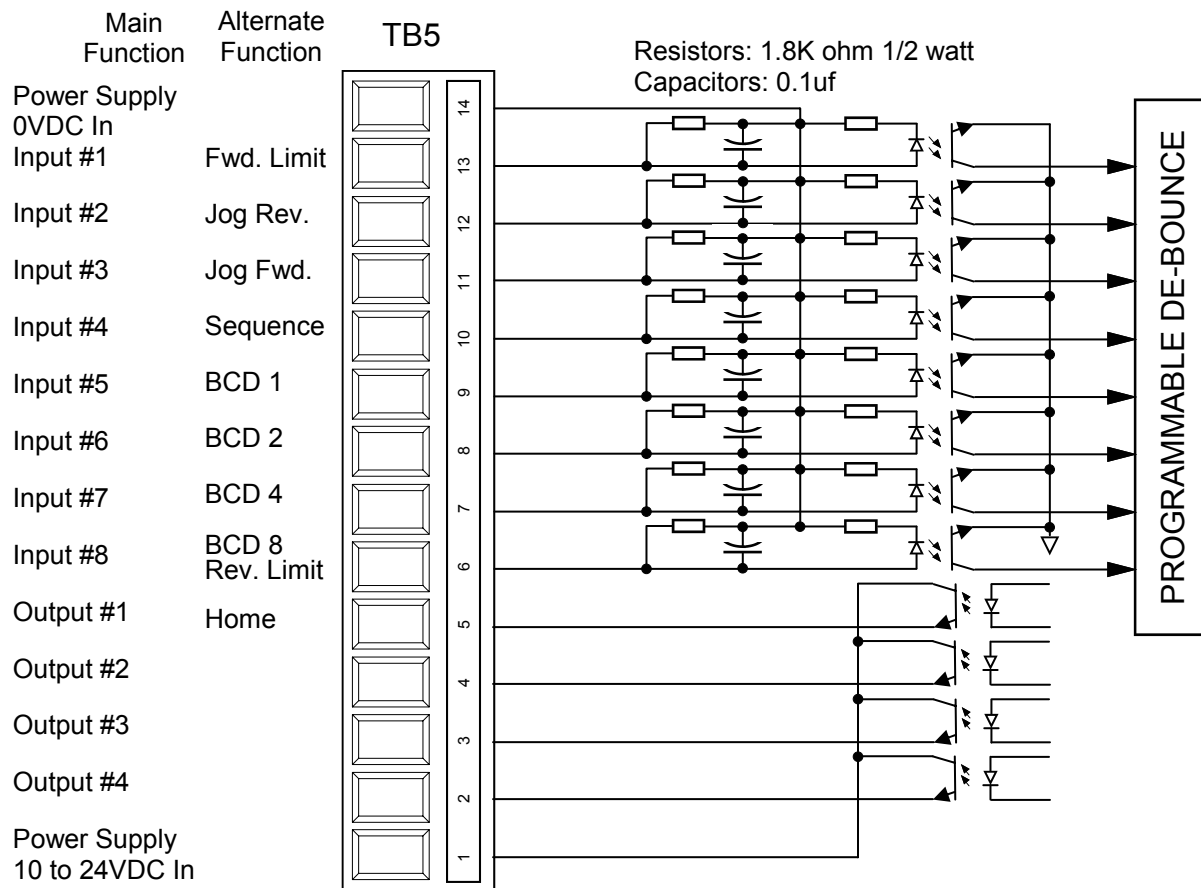 Main Function
Alternate Function
TB5
Resistors: 1.8K ohm 1/2 watt
Capacitors: 0.1uf
Power Supply
0VDC In
14
Input #1 Fwd. Limit 13
Input #2 Jog Rev. 12
Input #3 Jog Fwd. 11
Input #4 Sequence 10
Input #5 BCD 1 9
Input #6 BCD 2 8
Input #7 BCD 4 7
Input #8 BCD 8
Rev. Limit 6
Output #1 Home 5
Output #2 4
Output #3 3
Output #4 2
Power Supply
10 to 24VDC In
1
PROGRAMMABLE DE-BOUNCE